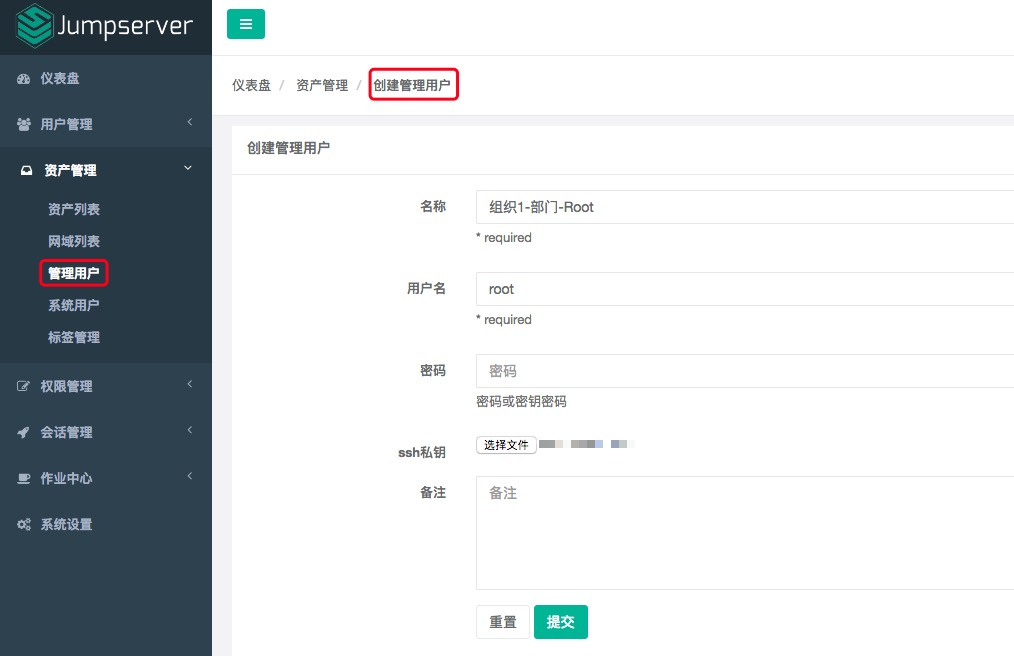 Jumpserver
仪表盘
用户管理
资产管理
资产列表
网域列表
管理用户
系统用户
标签管理
权限管理
会话管理
作业中心
系统设置
仪表盘 / 资产管理 / 创建管理用户
创建管理用户
名称 组织1-部门-Root
* required
用户名 root
* required
密码 密码
密码或密钥密码
ssh私钥 选择文件
备注 备注
重置 提交